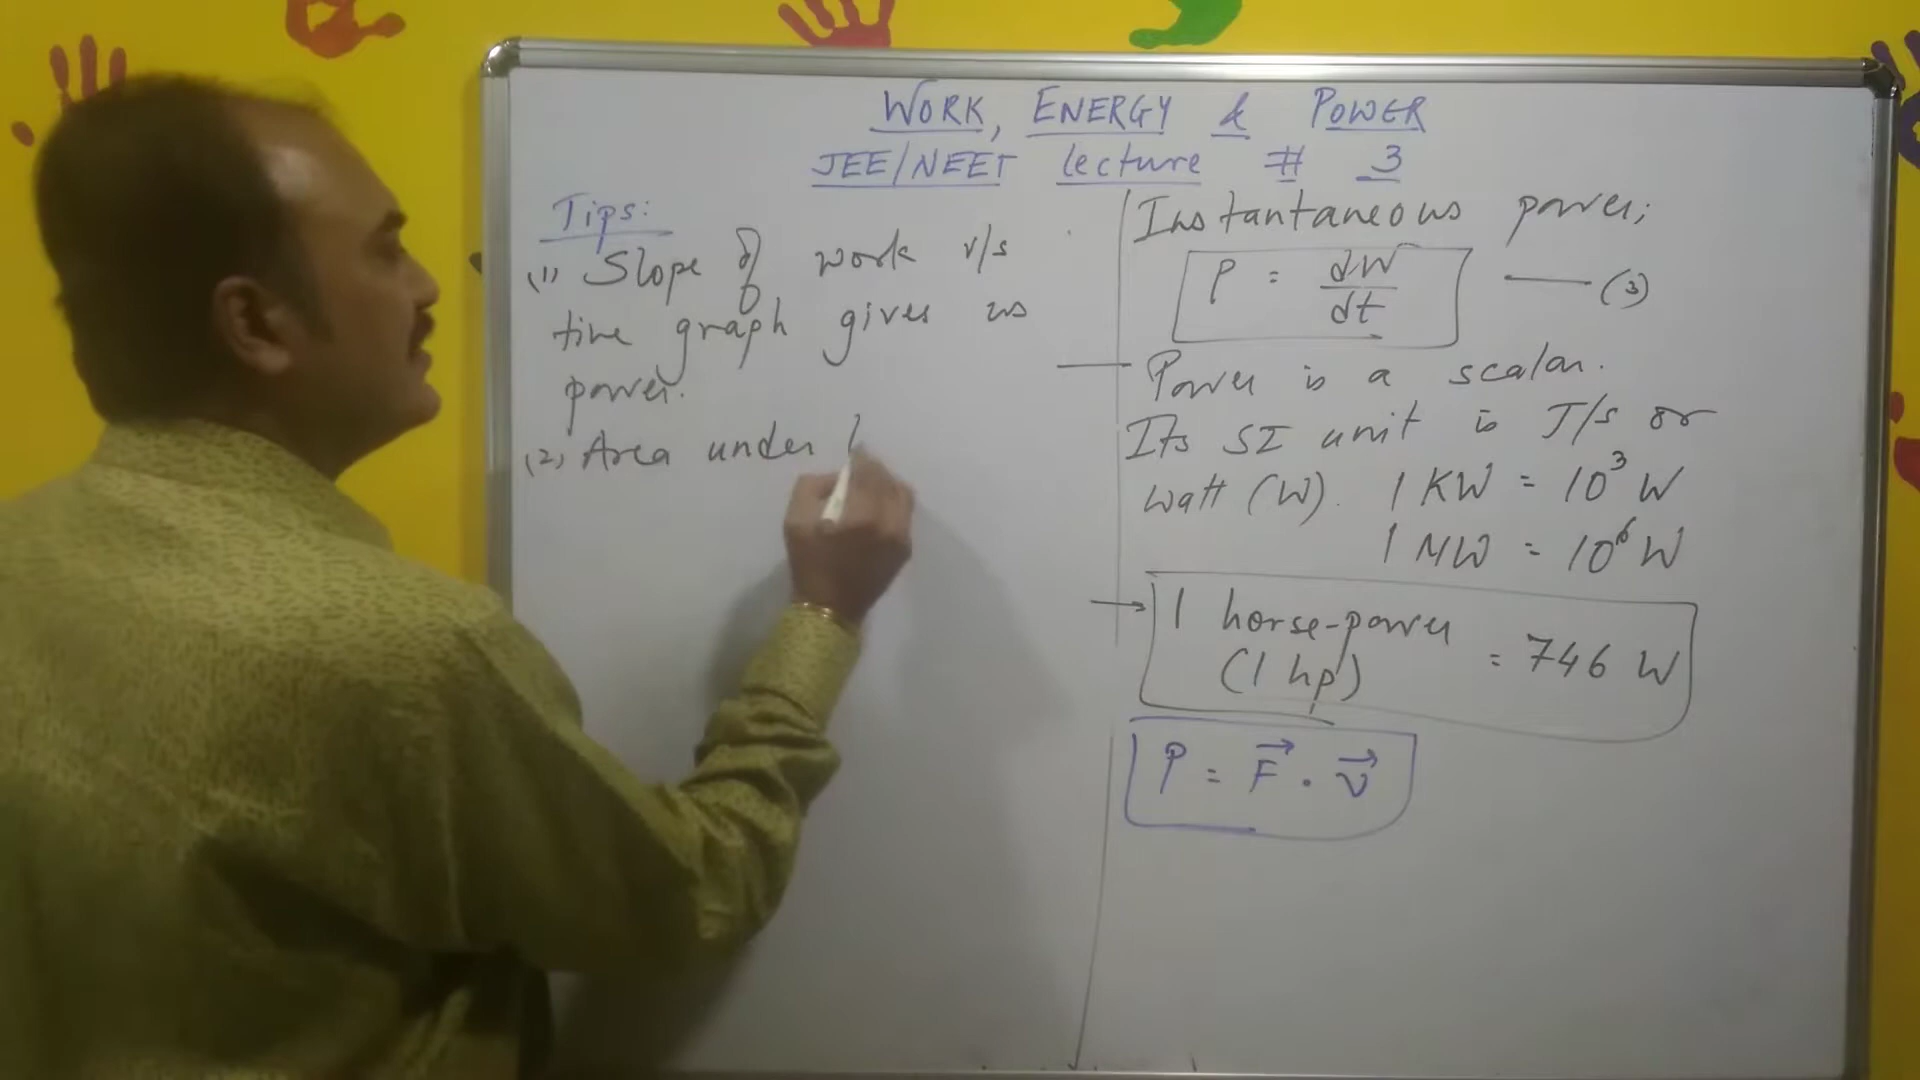 WORK, ENERGY & POWER
JEE/NEET lecture # 3
Tips:
(1) Slope of work v/s
time graph gives us
power.
(2) Area under
Instantaneous power;
P = dW/dt — (3)
Power is a scalar.
Its SI unit is J/s or
watt (W). 1 KW = 10³ W
1 MW = 10⁶ W
→ 1 horse-power
(1 hp) = 746 W
P = F⃗ . v⃗